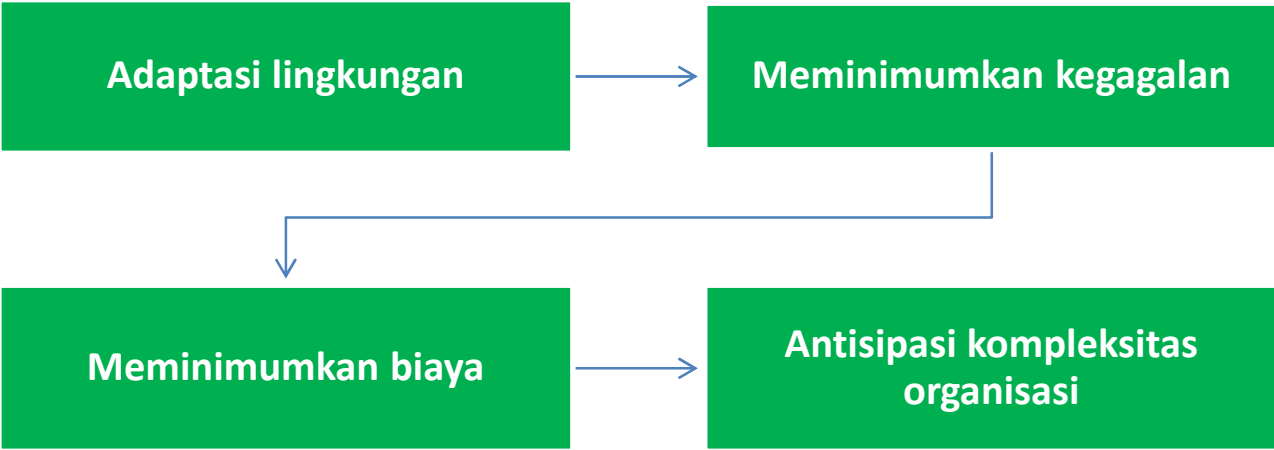 Adaptasi lingkungan
Meminimumkan kegagalan
Meminimumkan biaya
Antisipasi kompleksitas
organisasi